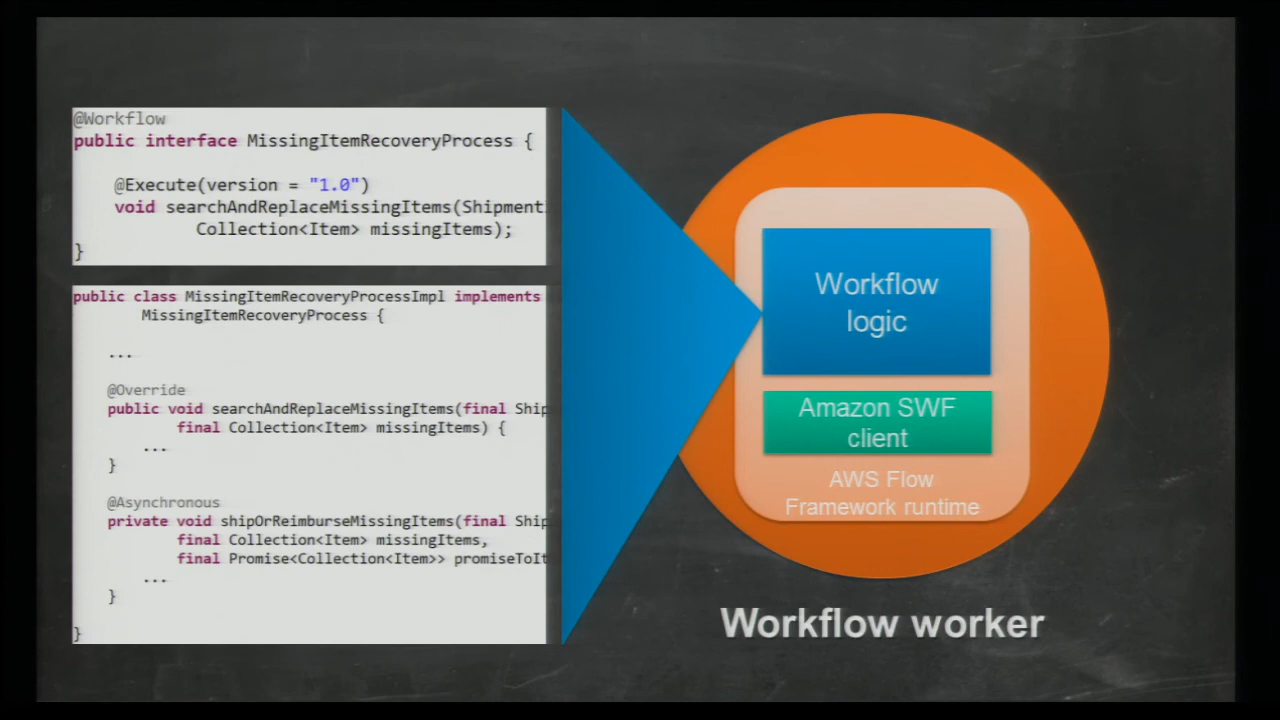 @Workflow
public interface MissingItemRecoveryProcess {
@Execute(version = "1.0")
void searchAndReplaceMissingItems(Shipment
Collection<Item> missingItems);
}
public class MissingItemRecoveryProcessImpl implements
MissingItemRecoveryProcess {
...
@Override
public void searchAndReplaceMissingItems(final Ship
final Collection<Item> missingItems) {
...
}
@Asynchronous
private void shipOrReimburseMissingItems(final Ship
final Collection<Item> missingItems,
final Promise<Collection<Item>> promiseToIt
...
}
}
Workflow
logic
Amazon SWF
client
AWS Flow
Framework runtime
Workflow worker